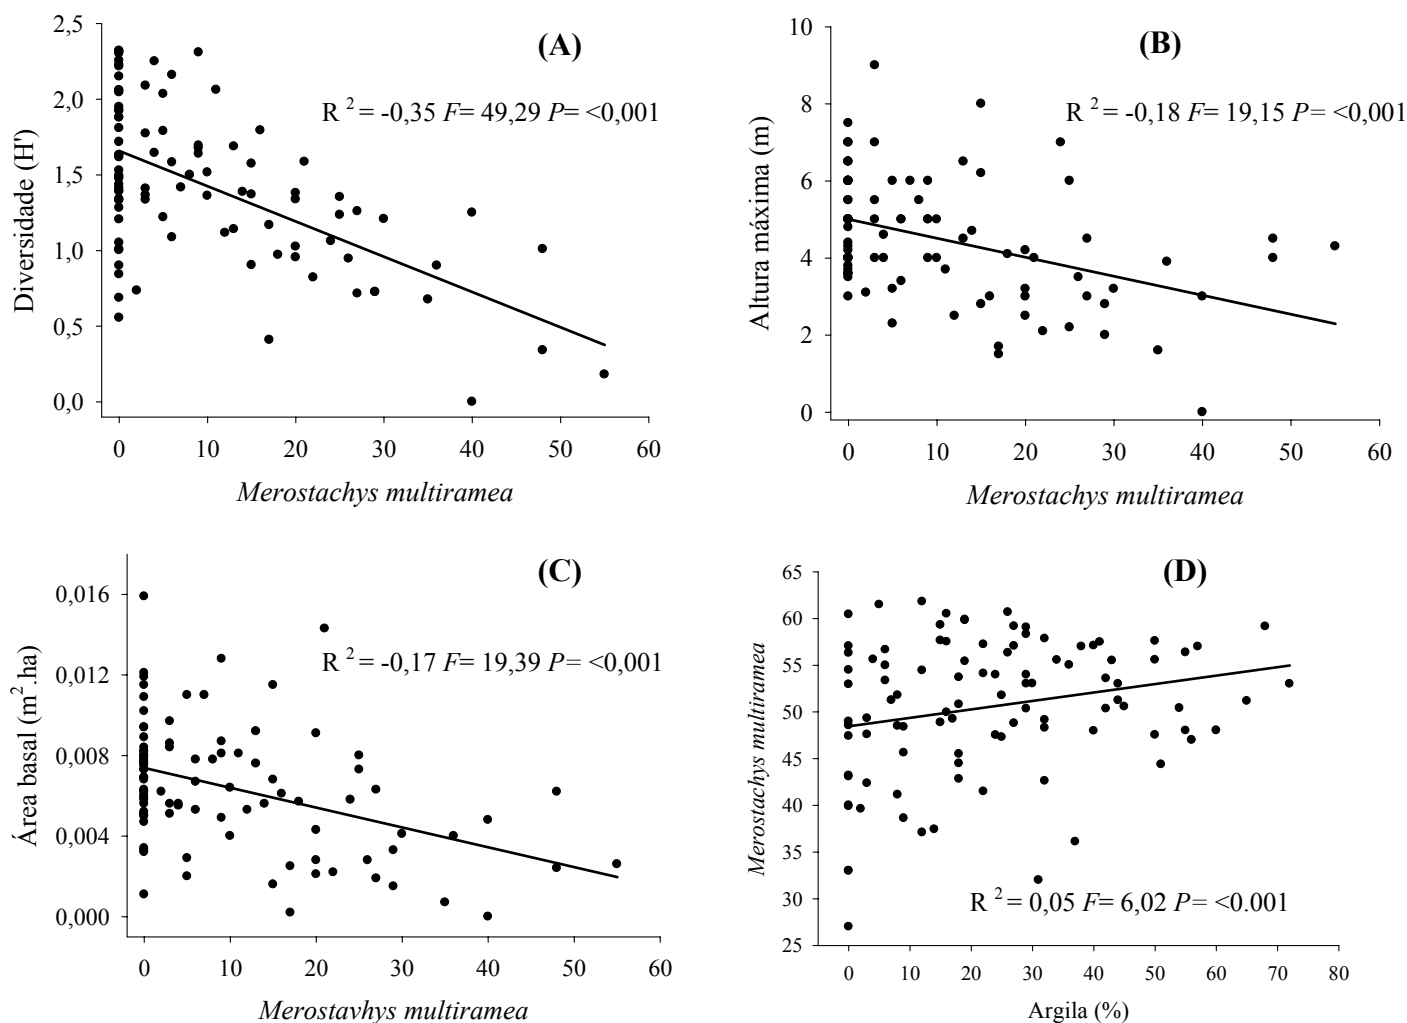 (A)
R 2 = -0,35 F= 49,29 P= <0,001
Diversidade (H')
2,5
2,0
1,5
1,0
0,5
0,0
0 10 20 30 40 50 60
Merostachys multiramea
(B)
R 2 = -0,18 F= 19,15 P= <0,001
Altura máxima (m)
10
8
6
4
2
0
0 10 20 30 40 50 60
Merostachys multiramea
(C)
R 2 = -0,17 F= 19,39 P= <0,001
Área basal (m2.ha)
0,016
0,012
0,008
0,004
0,000
0 10 20 30 40 50 60
Merostavhys multiramea
(D)
Merostachys multiramea
65
60
55
50
45
40
35
30
25
R 2 = 0,05 F= 6,02 P= <0.001
0 10 20 30 40 50 60 70 80
Argila (%)